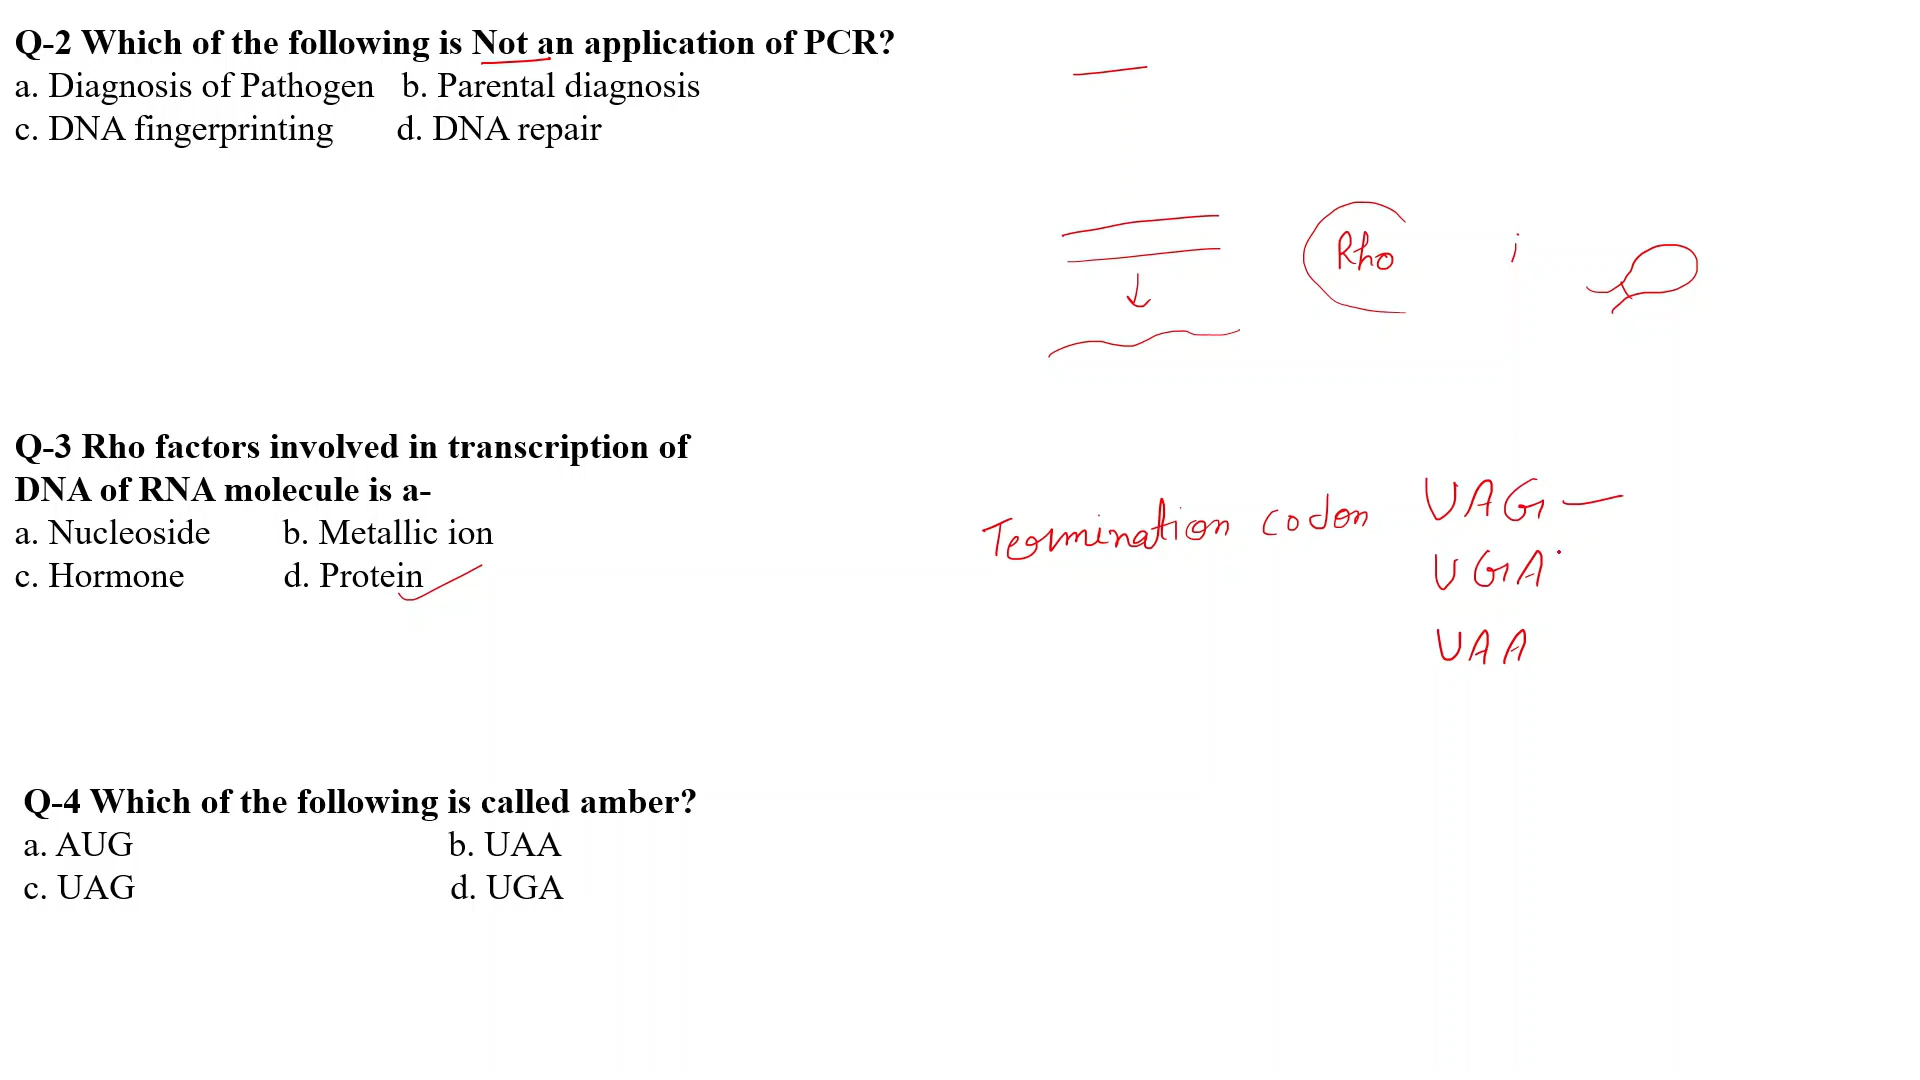 Q-2 Which of the following is Not an application of PCR?
a. Diagnosis of Pathogen b. Parental diagnosis
c. DNA fingerprinting d. DNA repair
Rho
Q-3 Rho factors involved in transcription of
DNA of RNA molecule is a-
a. Nucleoside b. Metallic ion
c. Hormone d. Protein
Termination codon UAG
UGA
UAA
Q-4 Which of the following is called amber?
a. AUG b. UAA
c. UAG d. UGA